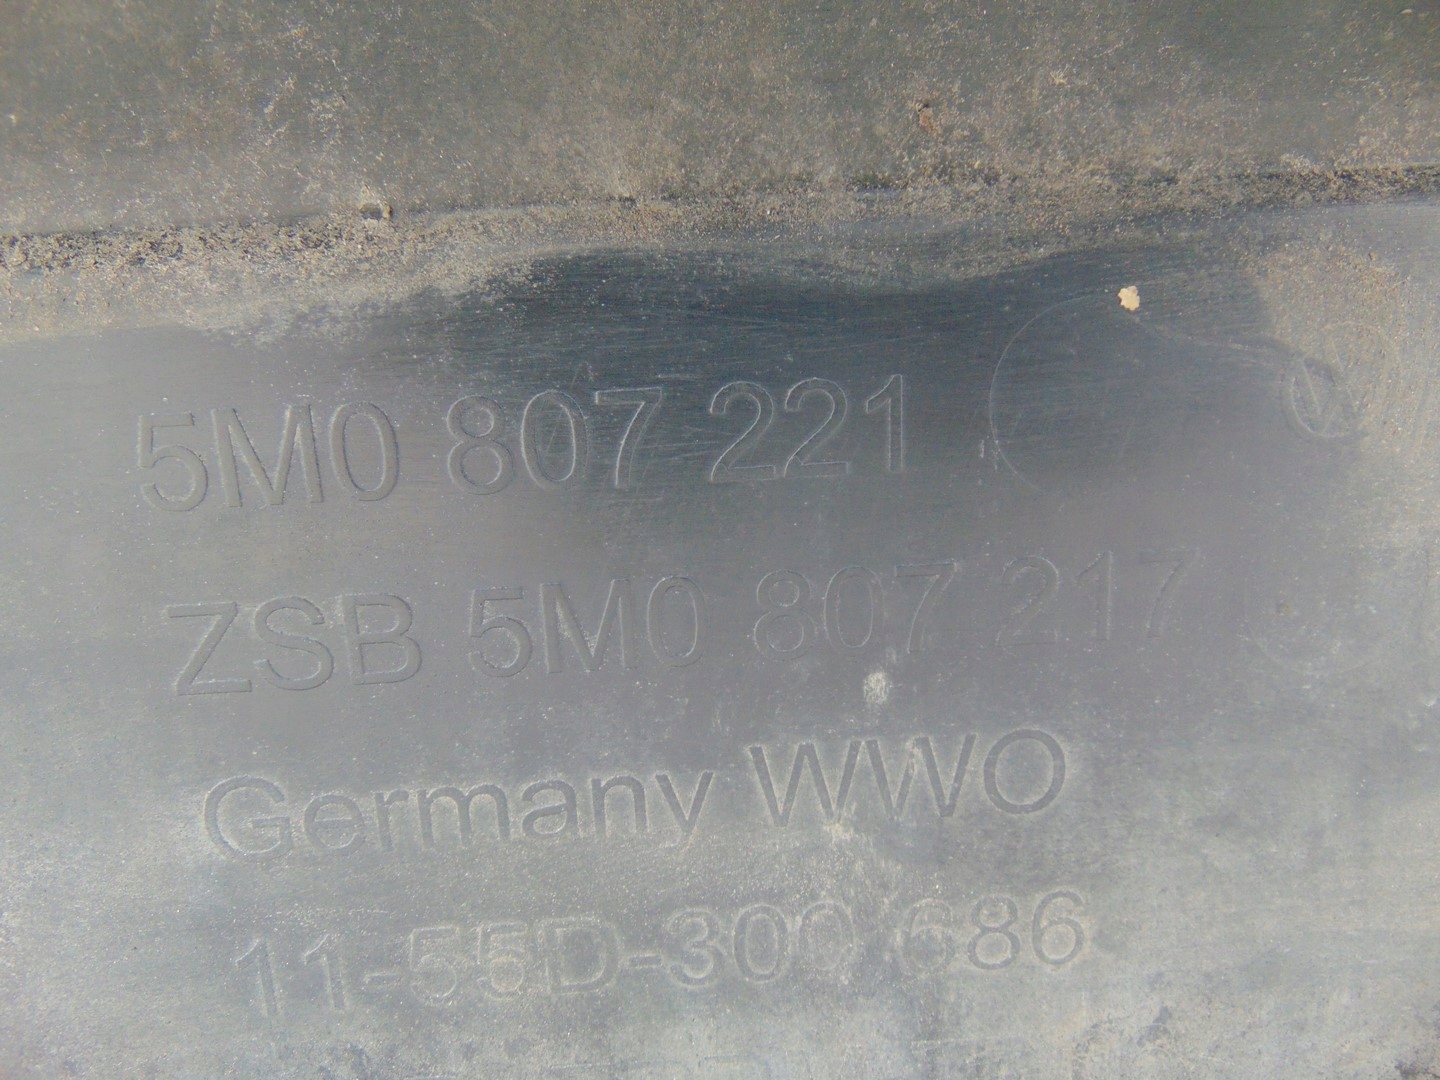 5M0 807 221
ZSB 5M0 807 217
Germany WWO
11-55D-300 686